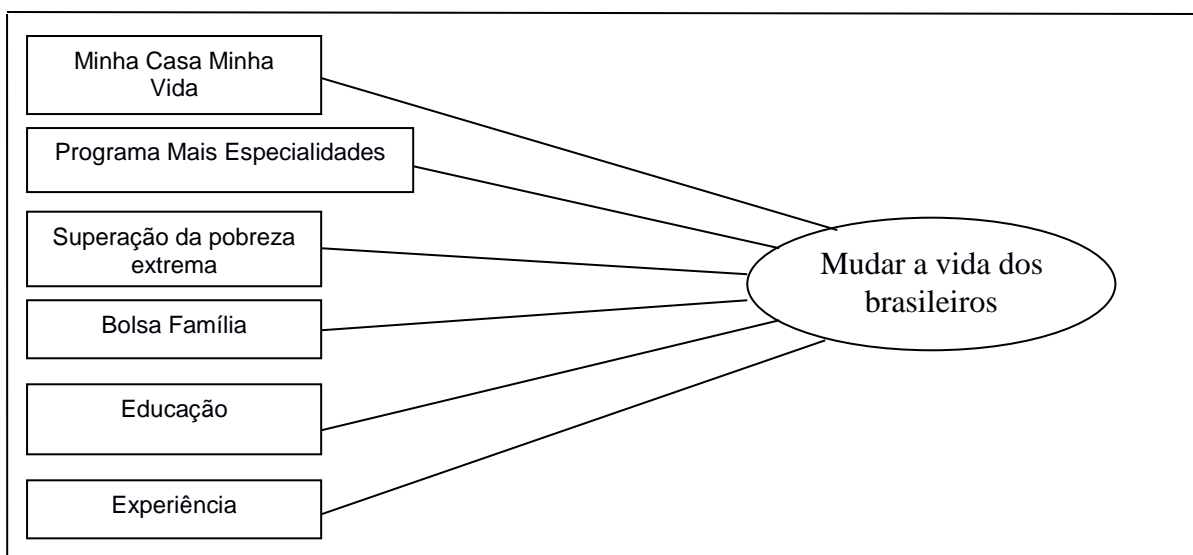 Minha Casa Minha
Vida
Programa Mais Especialidades
Superação da pobreza
extrema
Bolsa Família
Educação
Experiência
Mudar a vida dos
brasileiros